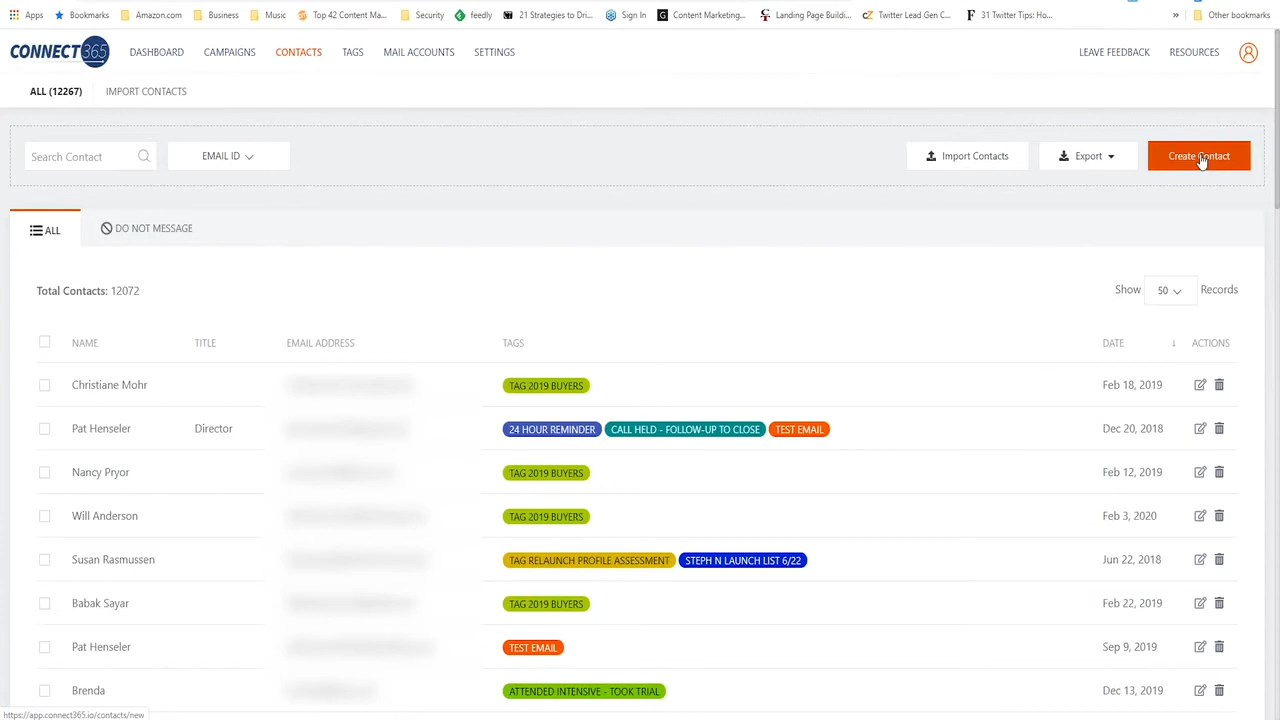 Apps Bookmarks Amazon.com Business Music Top 42 Content Ma... Security feedly 21 Strategies to Dri... Sign In Content Marketing... Landing Page Buildi... Twitter Lead Gen C... 31 Twitter Tips: Ho... » Other bookmarks
CONNECT365 DASHBOARD CAMPAIGNS CONTACTS TAGS MAIL ACCOUNTS SETTINGS LEAVE FEEDBACK RESOURCES
ALL (12267) IMPORT CONTACTS
Search Contact EMAIL ID Import Contacts Export Create Contact
ALL DO NOT MESSAGE
Total Contacts: 12072 Show 50 Records
NAME TITLE EMAIL ADDRESS TAGS DATE ↓ ACTIONS
Christiane Mohr TAG 2019 BUYERS Feb 18, 2019
Pat Henseler Director 24 HOUR REMINDER CALL HELD - FOLLOW-UP TO CLOSE TEST EMAIL Dec 20, 2018
Nancy Pryor TAG 2019 BUYERS Feb 12, 2019
Will Anderson TAG 2019 BUYERS Feb 3, 2020
Susan Rasmussen TAG RELAUNCH PROFILE ASSESSMENT STEPH N LAUNCH LIST 6/22 Jun 22, 2018
Babak Sayar TAG 2019 BUYERS Feb 22, 2019
Pat Henseler TEST EMAIL Sep 9, 2019
Brenda ATTENDED INTENSIVE - TOOK TRIAL Dec 13, 2019
https://app.connect365.io/contacts/new